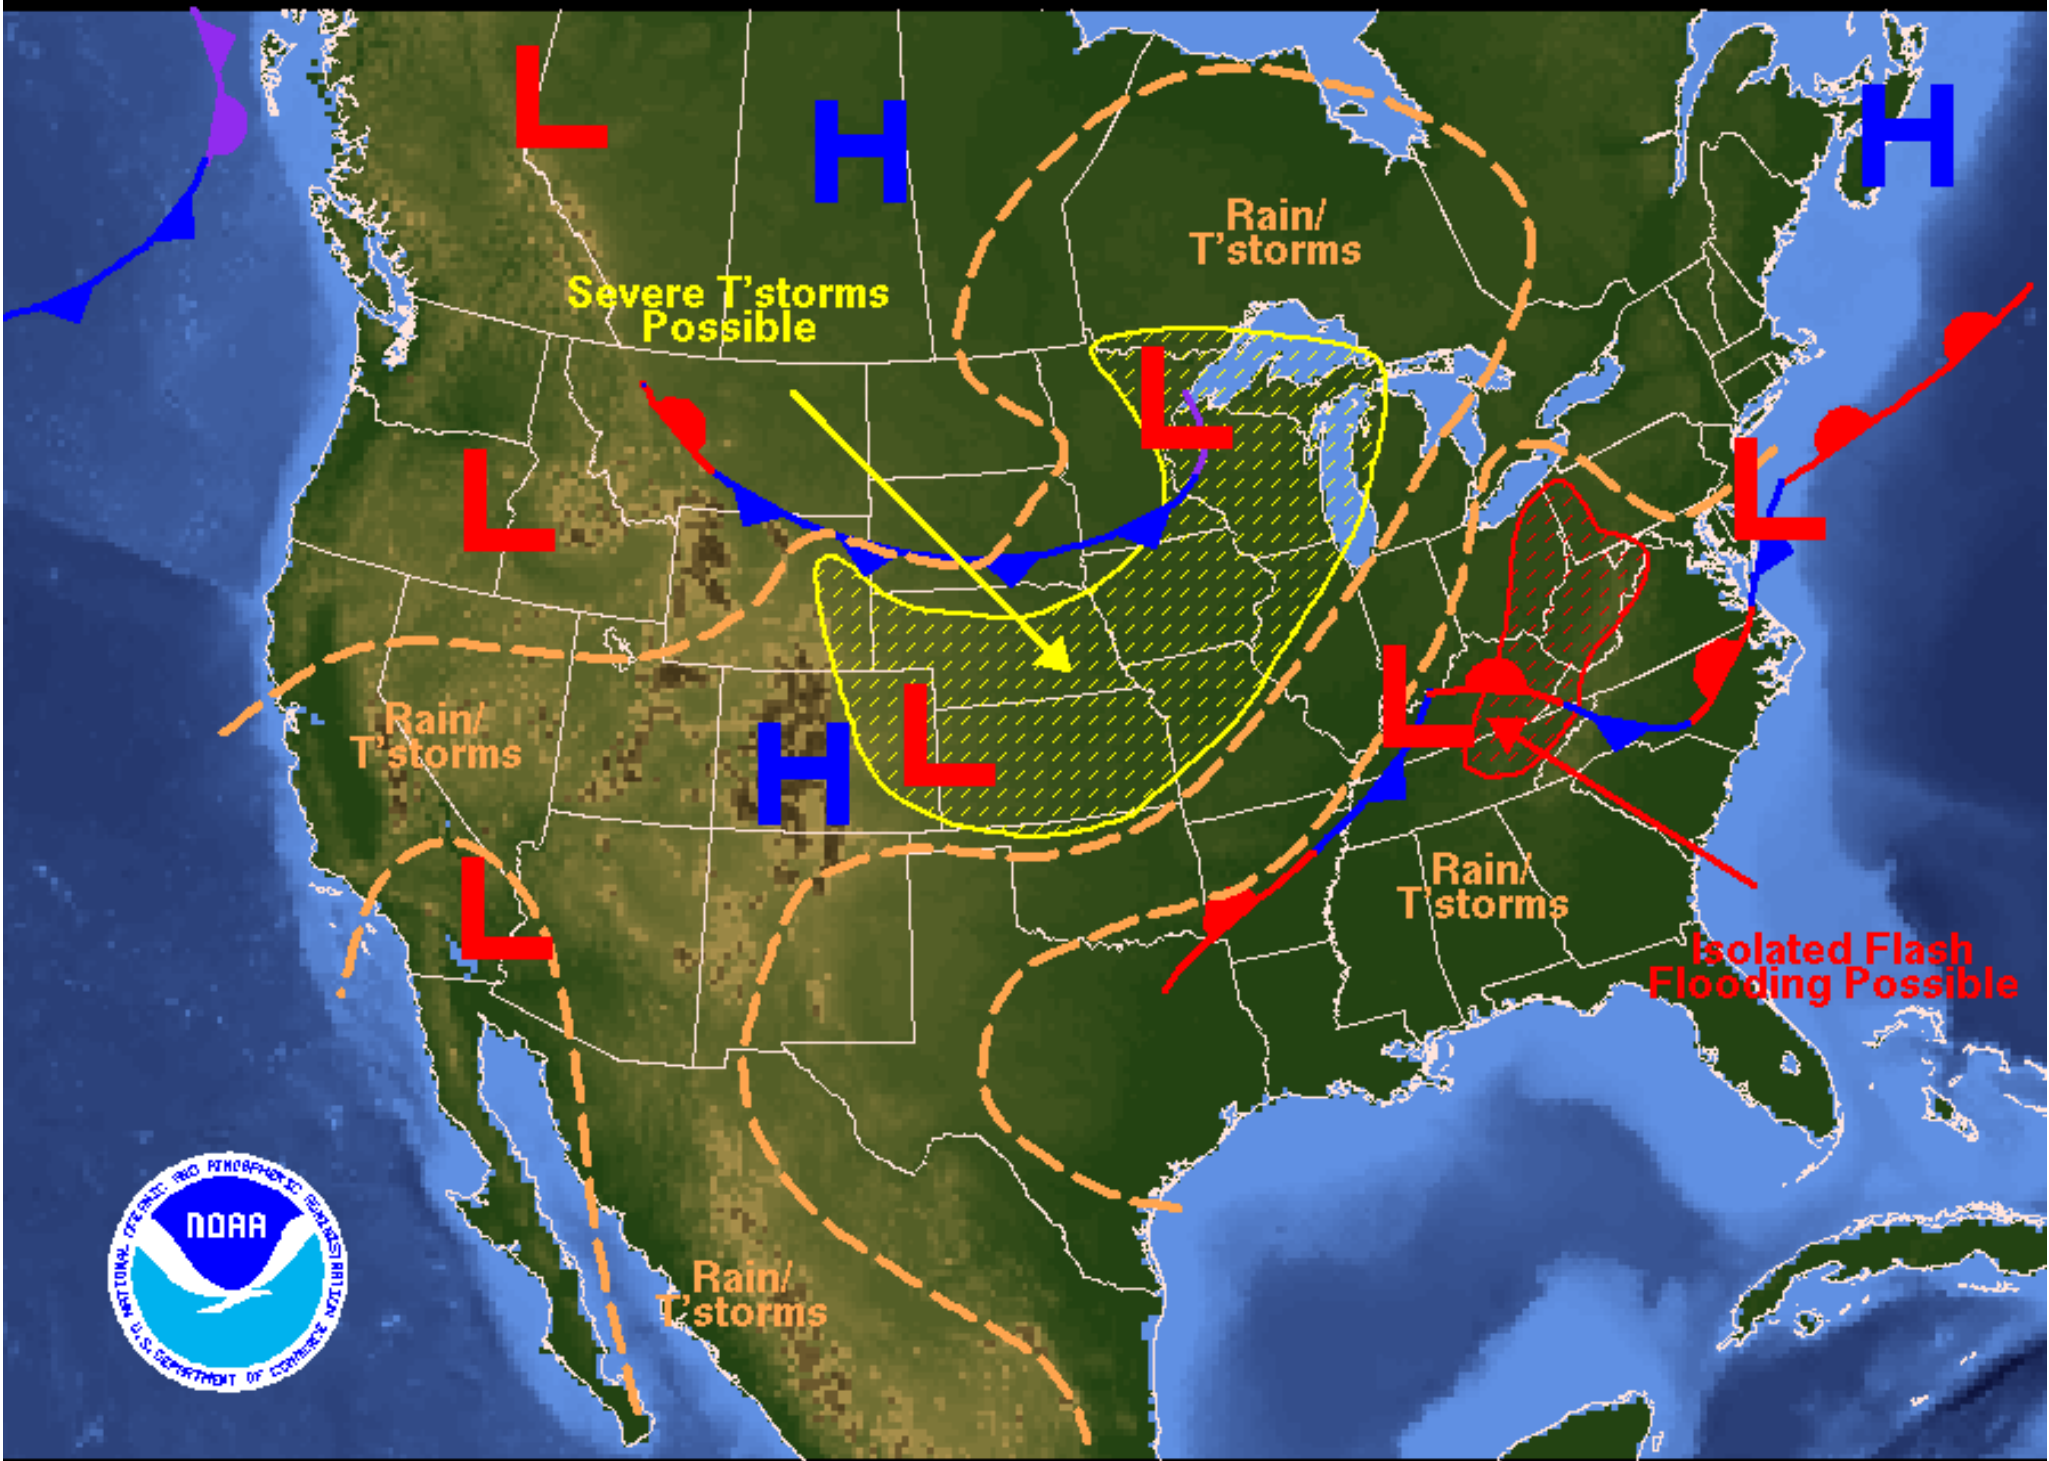 L
H
H
Rain/
T'storms
Severe T'storms
Possible
L
L
L
L
Rain/
T'storms
L
H
L
Rain/
T'storms
Isolated Flash
Flooding Possible
Rain/
T'storms
NOAA
NATIONAL OCEANIC AND ATMOSPHERIC ADMINISTRATION
U.S. DEPARTMENT OF COMMERCE